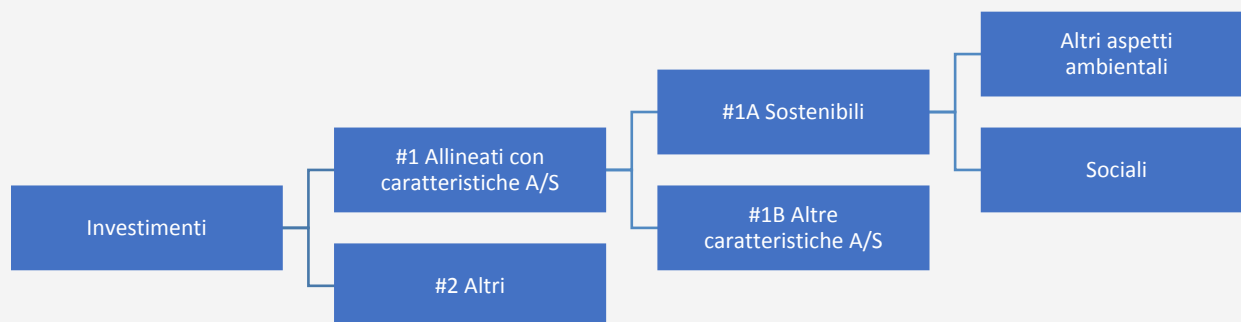 Investimenti
#1 Allineati con
caratteristiche A/S
#2 Altri
#1A Sostenibili
#1B Altre
caratteristiche A/S
Altri aspetti
ambientali
Sociali